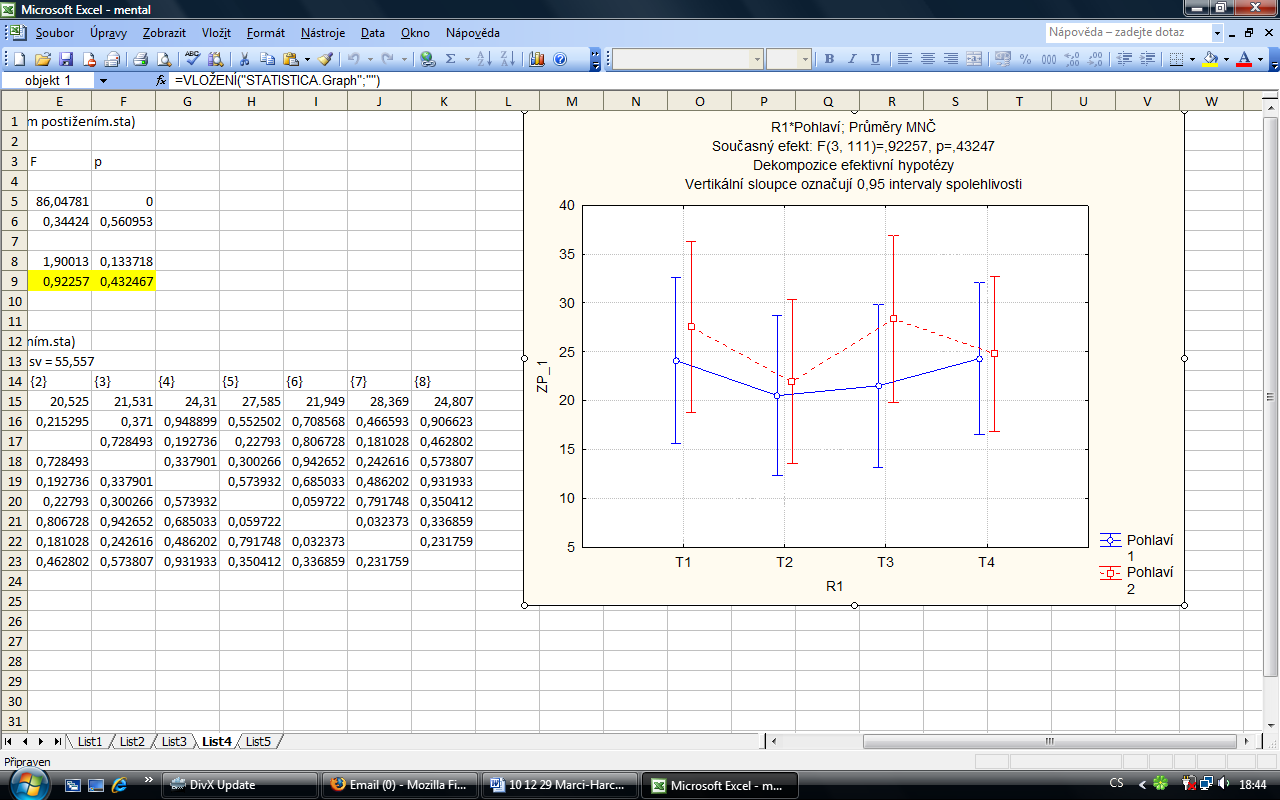 Microsoft Excel - mental
Soubor Úpravy Zobrazit Vložit Formát Nástroje Data Okno Nápověda
Nápověda – zadejte dotaz
objekt 1 fx =VLOŽENÍ("STATISTICA.Graph";"")
E F G H I J K L M N O P Q R S T U V W
1 m postižením.sta)
2
3 F p
4
5 86,04781 0
6 0,34424 0,560953
7
8 1,90013 0,133718
9 0,92257 0,432467
10
11
12 ním.sta)
13 sv = 55,557
14 {2} {3} {4} {5} {6} {7} {8}
15 20,525 21,531 24,31 27,585 21,949 28,369 24,807
16 0,215295 0,371 0,948899 0,552502 0,708568 0,466593 0,906623
17 0,728493 0,192736 0,22793 0,806728 0,181028 0,462802
18 0,728493 0,337901 0,300266 0,942652 0,242616 0,573807
19 0,192736 0,337901 0,573932 0,685033 0,486202 0,931933
20 0,22793 0,300266 0,573932 0,059722 0,791748 0,350412
21 0,806728 0,942652 0,685033 0,059722 0,032373 0,336859
22 0,181028 0,242616 0,486202 0,791748 0,032373 0,231759
23 0,462802 0,573807 0,931933 0,350412 0,336859 0,231759
24
25
26
27
28
29
30
31
R1*Pohlaví; Průměry MNČ
Současný efekt: F(3, 111)=,92257, p=,43247
Dekompozice efektivní hypotézy
Vertikální sloupce označují 0,95 intervaly spolehlivosti
40
35
30
25
20
15
10
5
ZP_1
T1 T2 T3 T4
R1
Pohlaví
1
Pohlaví
2
List1 List2 List3 List4 List5
Připraven
DivX Update
Email (0) - Mozilla Fi...
10 12 29 Marci-Harc...
Microsoft Excel - m...
CS
18:44